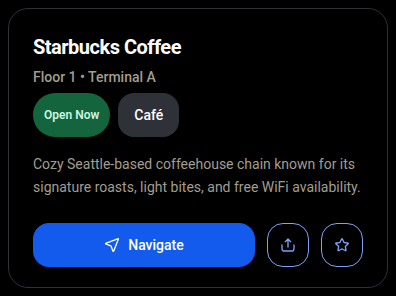 Starbucks Coffee
Floor 1 • Terminal A
Open Now
Café
Cozy Seattle-based coffeehouse chain known for its
signature roasts, light bites, and free WiFi availability.
Navigate